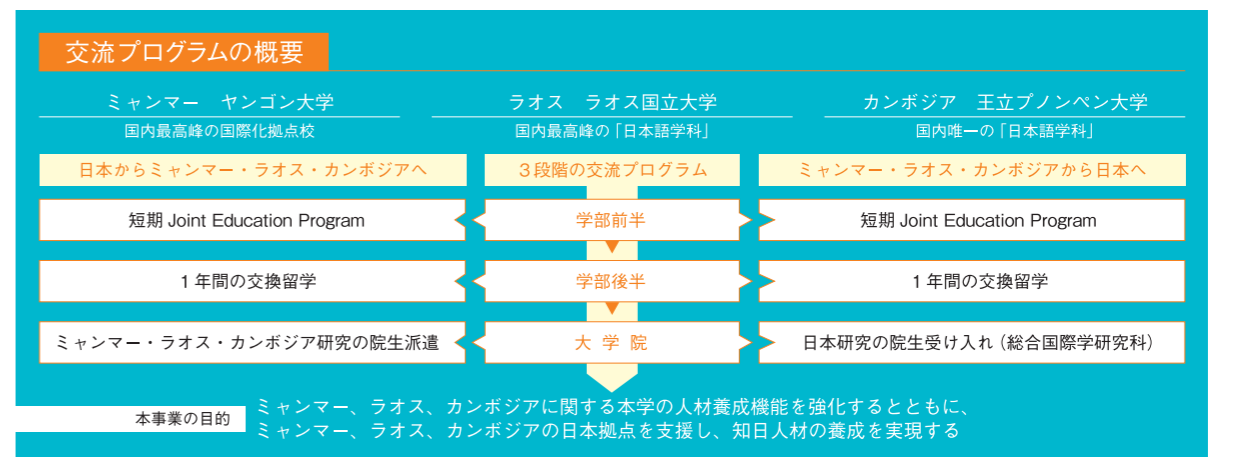 交流プログラムの概要
ミャンマー　ヤンゴン大学
国内最高峰の国際化拠点校
ラオス　ラオス国立大学
国内最高峰の「日本語学科」
カンボジア　王立プノンペン大学
国内唯一の「日本語学科」
日本からミャンマー・ラオス・カンボジアへ
3段階の交流プログラム
ミャンマー・ラオス・カンボジアから日本へ
短期 Joint Education Program
学部前半
短期 Joint Education Program
1年間の交換留学
学部後半
1年間の交換留学
ミャンマー・ラオス・カンボジア研究の院生派遣
大 学 院
日本研究の院生受け入れ（総合国際学研究科）
本事業の目的
ミャンマー、ラオス、カンボジアに関する本学の人材養成機能を強化するとともに、
ミャンマー、ラオス、カンボジアの日本拠点を支援し、知日人材の養成を実現する